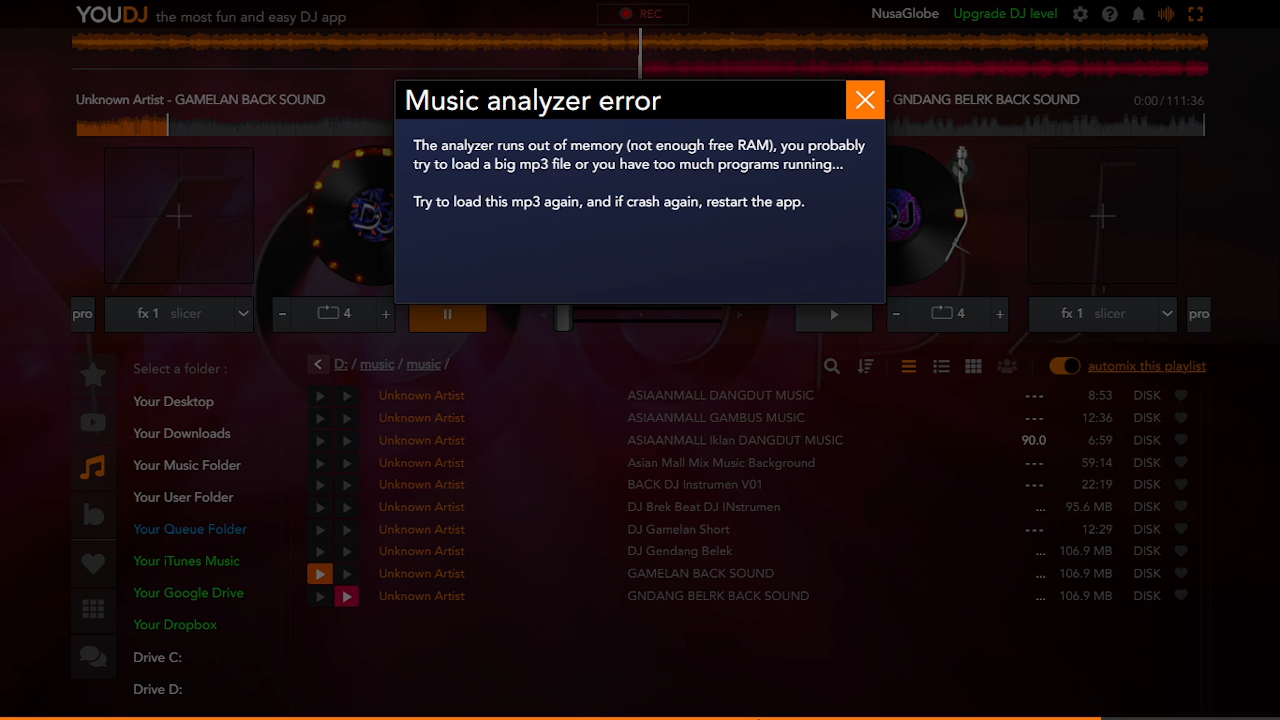 YOUDJ the most fun and easy DJ app
REC
NusaGlobe Upgrade DJ level
Unknown Artist - GAMELAN BACK SOUND
- GNDANG BELRK BACK SOUND 0:00 /111:36
Music analyzer error
The analyzer runs out of memory (not enough free RAM), you probably
try to load a big mp3 file or you have too much programs running...
Try to load this mp3 again, and if crash again, restart the app.
DJ DJ
pro fx 1 slicer - 4 + - 4 + fx 1 slicer pro
D: / music / music / automix this playlist
Select a folder :
Your Desktop
Your Downloads
Your Music Folder
Your User Folder
Your Queue Folder
Your iTunes Music
Your Google Drive
Your Dropbox
Drive C:
Drive D:
Unknown Artist ASIAANMALL DANGDUT MUSIC --- 8:53 DISK
Unknown Artist ASIAANMALL GAMBUS MUSIC --- 12:36 DISK
Unknown Artist ASIAANMALL Iklan DANGDUT MUSIC 90.0 6:59 DISK
Unknown Artist Asian Mall Mix Music Background --- 59:14 DISK
Unknown Artist BACK DJ Instrumen V01 --- 22:19 DISK
Unknown Artist DJ Brek Beat DJ INstrumen ... 95.6 MB DISK
Unknown Artist DJ Gamelan Short --- 12:29 DISK
Unknown Artist DJ Gendang Belek ... 106.9 MB DISK
Unknown Artist GAMELAN BACK SOUND ... 106.9 MB DISK
Unknown Artist GNDANG BELRK BACK SOUND ... 106.9 MB DISK